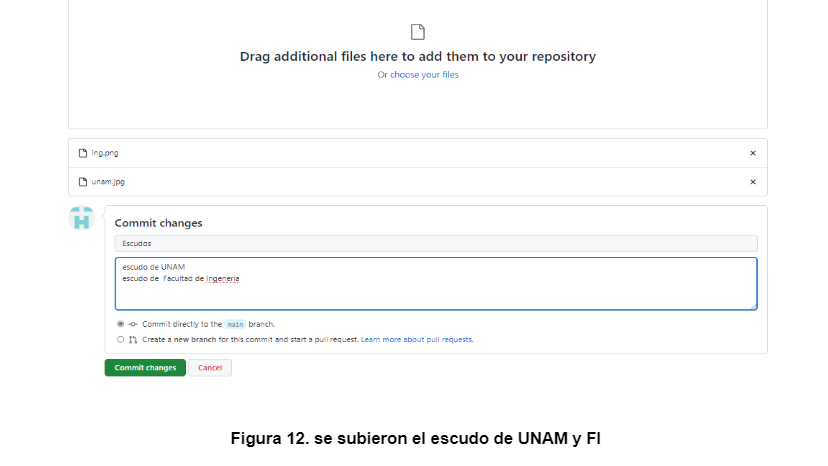 Drag additional files here to add them to your repository
Or choose your files
ing.png
unam.jpg
Commit changes
Escudos
escudo de UNAM
escudo de Facultad de Ingeneria
Commit directly to the main branch.
Create a new branch for this commit and start a pull request. Learn more about pull requests.
Commit changes Cancel
Figura 12. se subieron el escudo de UNAM y FI